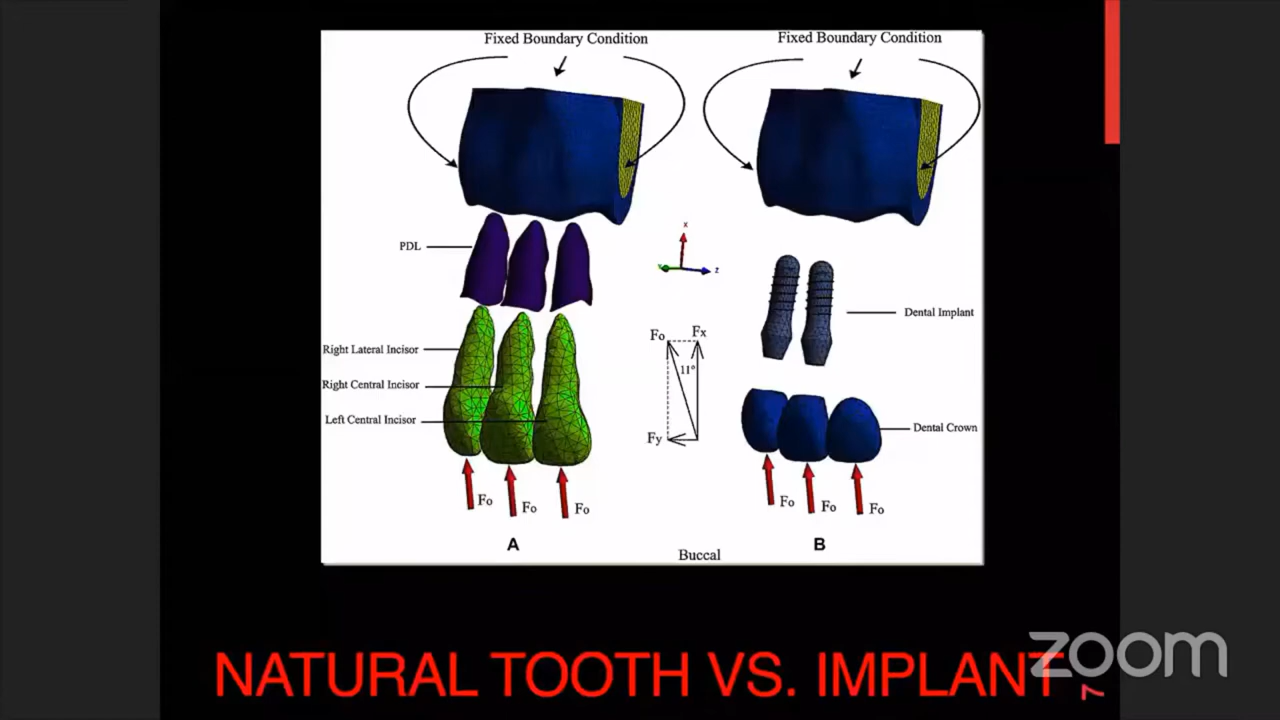 Fixed Boundary Condition
Fixed Boundary Condition
PDL
x
Y
z
Dental Implant
Right Lateral Incisor
Right Central Incisor
Left Central Incisor
Fo
Fx
11°
Fy
Dental Crown
Fo
Fo
Fo
Fo
Fo
Fo
A
B
Buccal
NATURAL TOOTH VS. IMPLANT
7
zoom